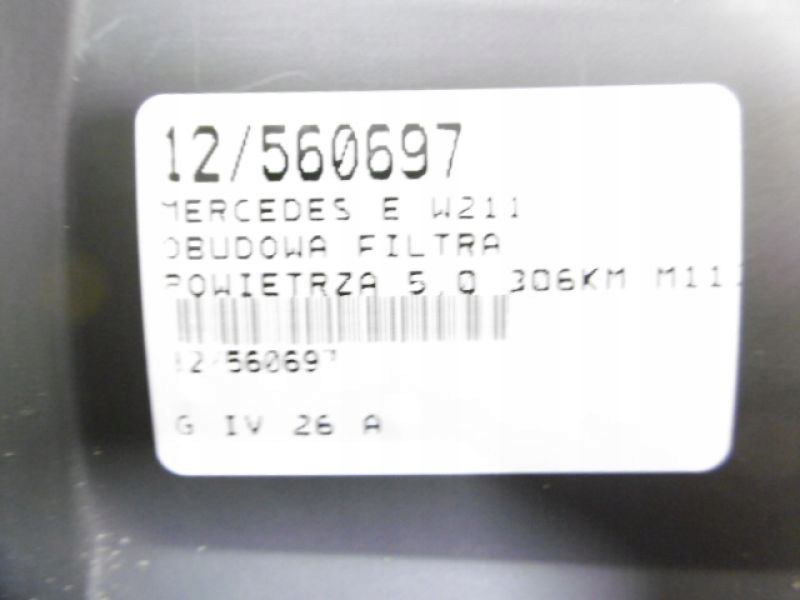 12/560697
MERCEDES E W211
OBUDOWA FILTRA
POWIETRZA 5.0 306KM
12/560697
G IV 26 A